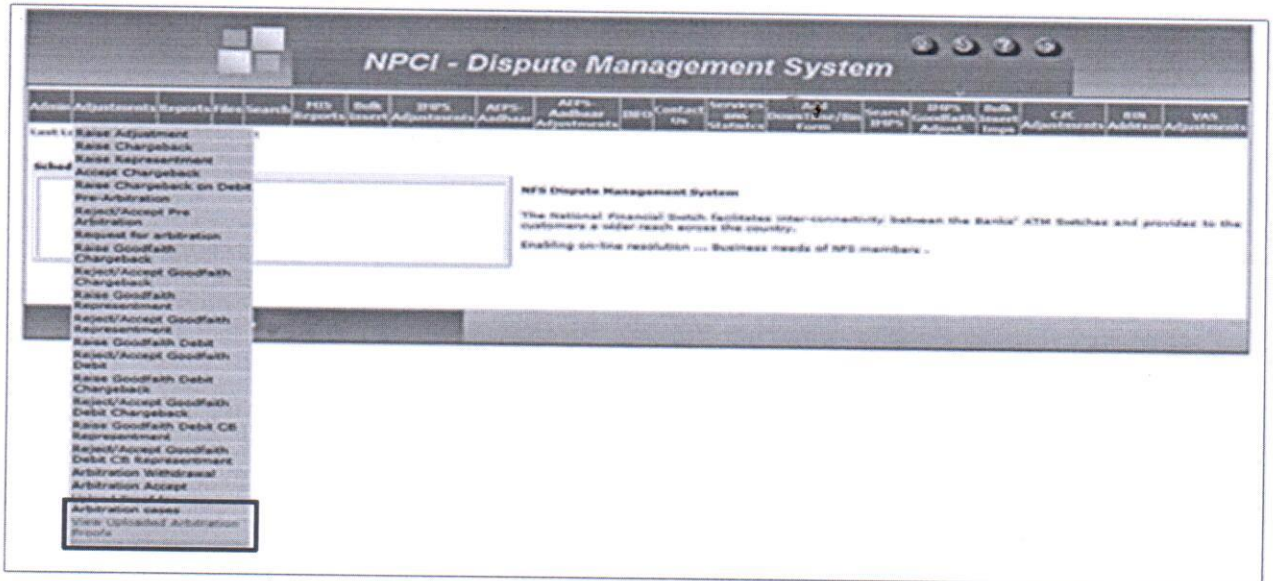 NPCI - Dispute Management System
Admin Adjustments Reports Files Search MIS Reports Bulk Insert IMPS Adjustments AEPS-Aadhaar AEPS-Aadhaar Adjustments INFO Contact Us Services and Statistics Search IMPS IMPS Goodfaith Adjust. Bulk Insert Imps C2C Adjustments BIN Addition VAS Adjustments
Raise Adjustment
Raise Chargeback
Raise Representment
Accept Chargeback
Raise Chargeback on Debit
Pre-Arbitration
Reject/Accept Pre
Arbitration
Request for arbitration
Raise Goodfaith
Chargeback
Reject/Accept Goodfaith
Chargeback
Raise Goodfaith
Representment
Reject/Accept Goodfaith
Representment
Raise Goodfaith Debit
Reject/Accept Goodfaith
Debit
Raise Goodfaith Debit
Chargeback
Reject/Accept Goodfaith
Debit Chargeback
Raise Goodfaith Debit CB
Representment
Reject/Accept Goodfaith
Debit CB Representment
Arbitration Withdrawal
Arbitration Accept
Arbitration cases
View Uploaded Arbitration
Proofs
Sched
NFS Dispute Management System
The National Financial Switch facilitates inter-connectivity between the Banks' ATM Switches and provides to the
customers a wider reach across the country.
Enabling on-line resolution .... Business needs of NFS members .